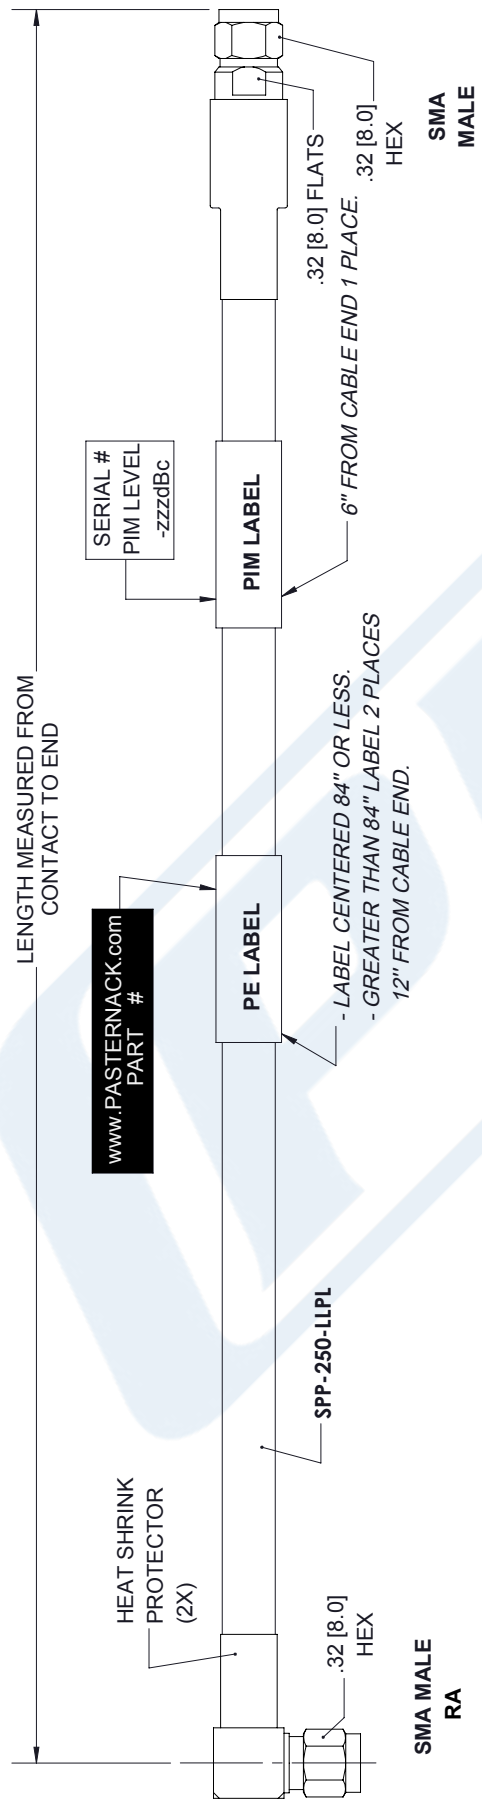 LENGTH MEASURED FROM
CONTACT TO END
HEAT SHRINK
PROTECTOR
(2X)
www.PASTERNACK.com
PART #
SERIAL #
PIM LEVEL
-zzzdBc
PE LABEL
PIM LABEL
.32 [8.0]
HEX
SMA MALE
RA
SPP-250-LLPL
- LABEL CENTERED 84" OR LESS.
- GREATER THAN 84" LABEL 2 PLACES
12" FROM CABLE END.
6" FROM CABLE END 1 PLACE.
.32 [8.0] FLATS
.32 [8.0]
HEX
SMA
MALE